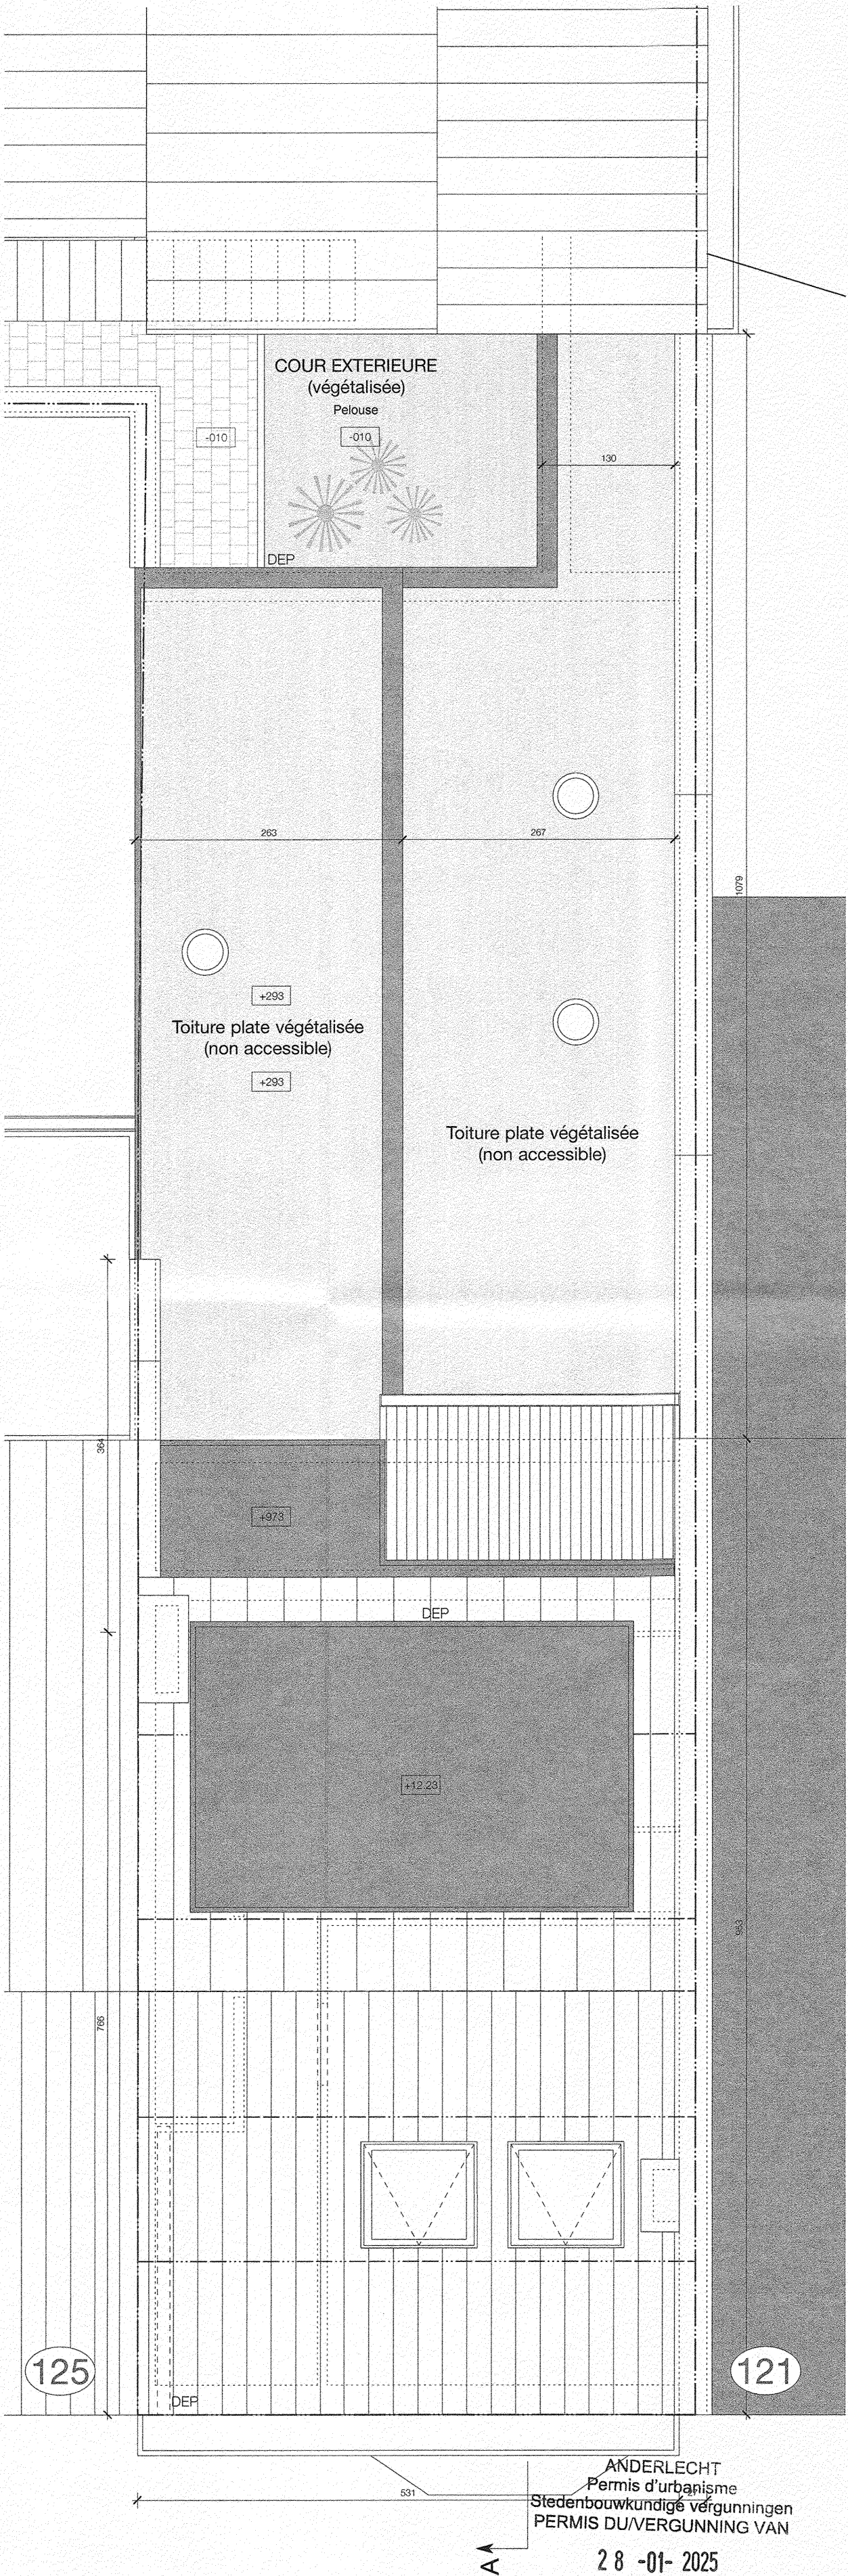 COUR EXTERIEURE
(végétalisée)
Pelouse
-010
-010
130
DEP
263
267
1079
+293
Toiture plate végétalisée
(non accessible)
+293
Toiture plate végétalisée
(non accessible)
364
+973
DEP
+12.23
953
766
125
121
DEP
531
ANDERLECHT
Permis d'urbanisme
Stedenbouwkundige vergunningen
PERMIS DU/VERGUNNING VAN
28 -01- 2025
A